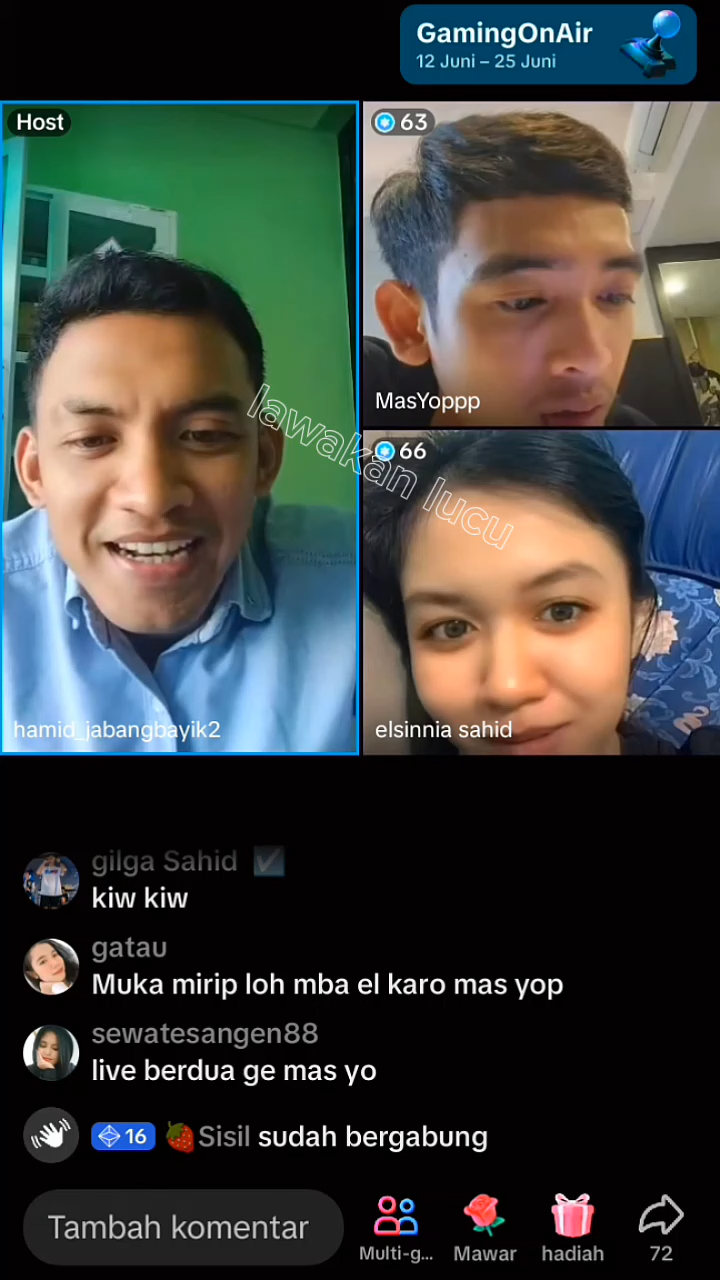 GamingOnAir
12 Juni – 25 Juni
Host
63
MasYoppp
lawakan lucu
66
hamid_jabangbayik2
elsinnia sahid
gilga Sahid
kiw kiw
gatau
Muka mirip loh mba el karo mas yop
sewatesangen88
live berdua ge mas yo
16 Sisil sudah bergabung
Tambah komentar
Multi-g...
Mawar
hadiah
72